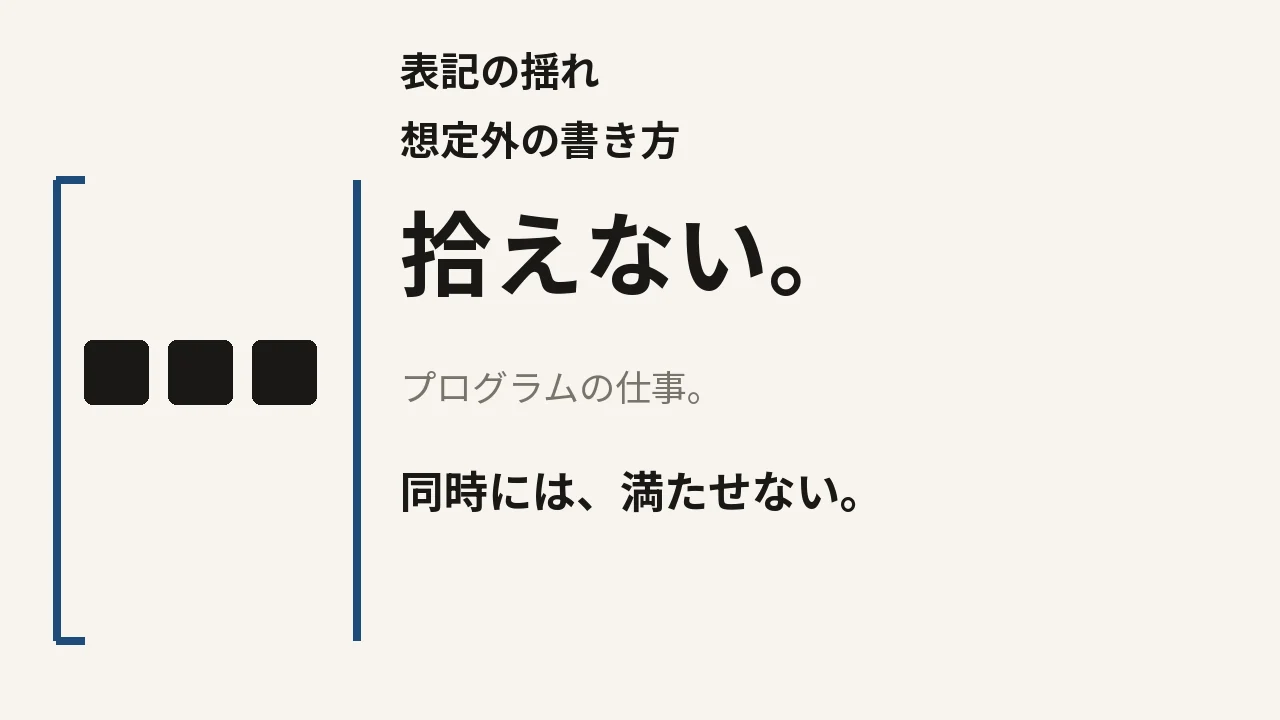 表記の揺れ
想定外の書き方
拾えない。
プログラムの仕事。
同時には、満たせない。